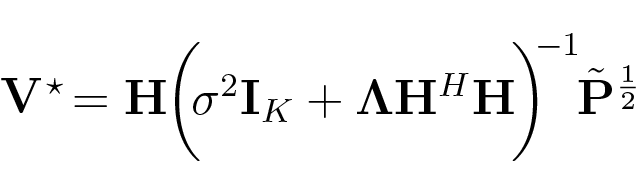 V⋆ = H(σ²I_K + ΛH^H H)^{-1} P̃^{1/2}